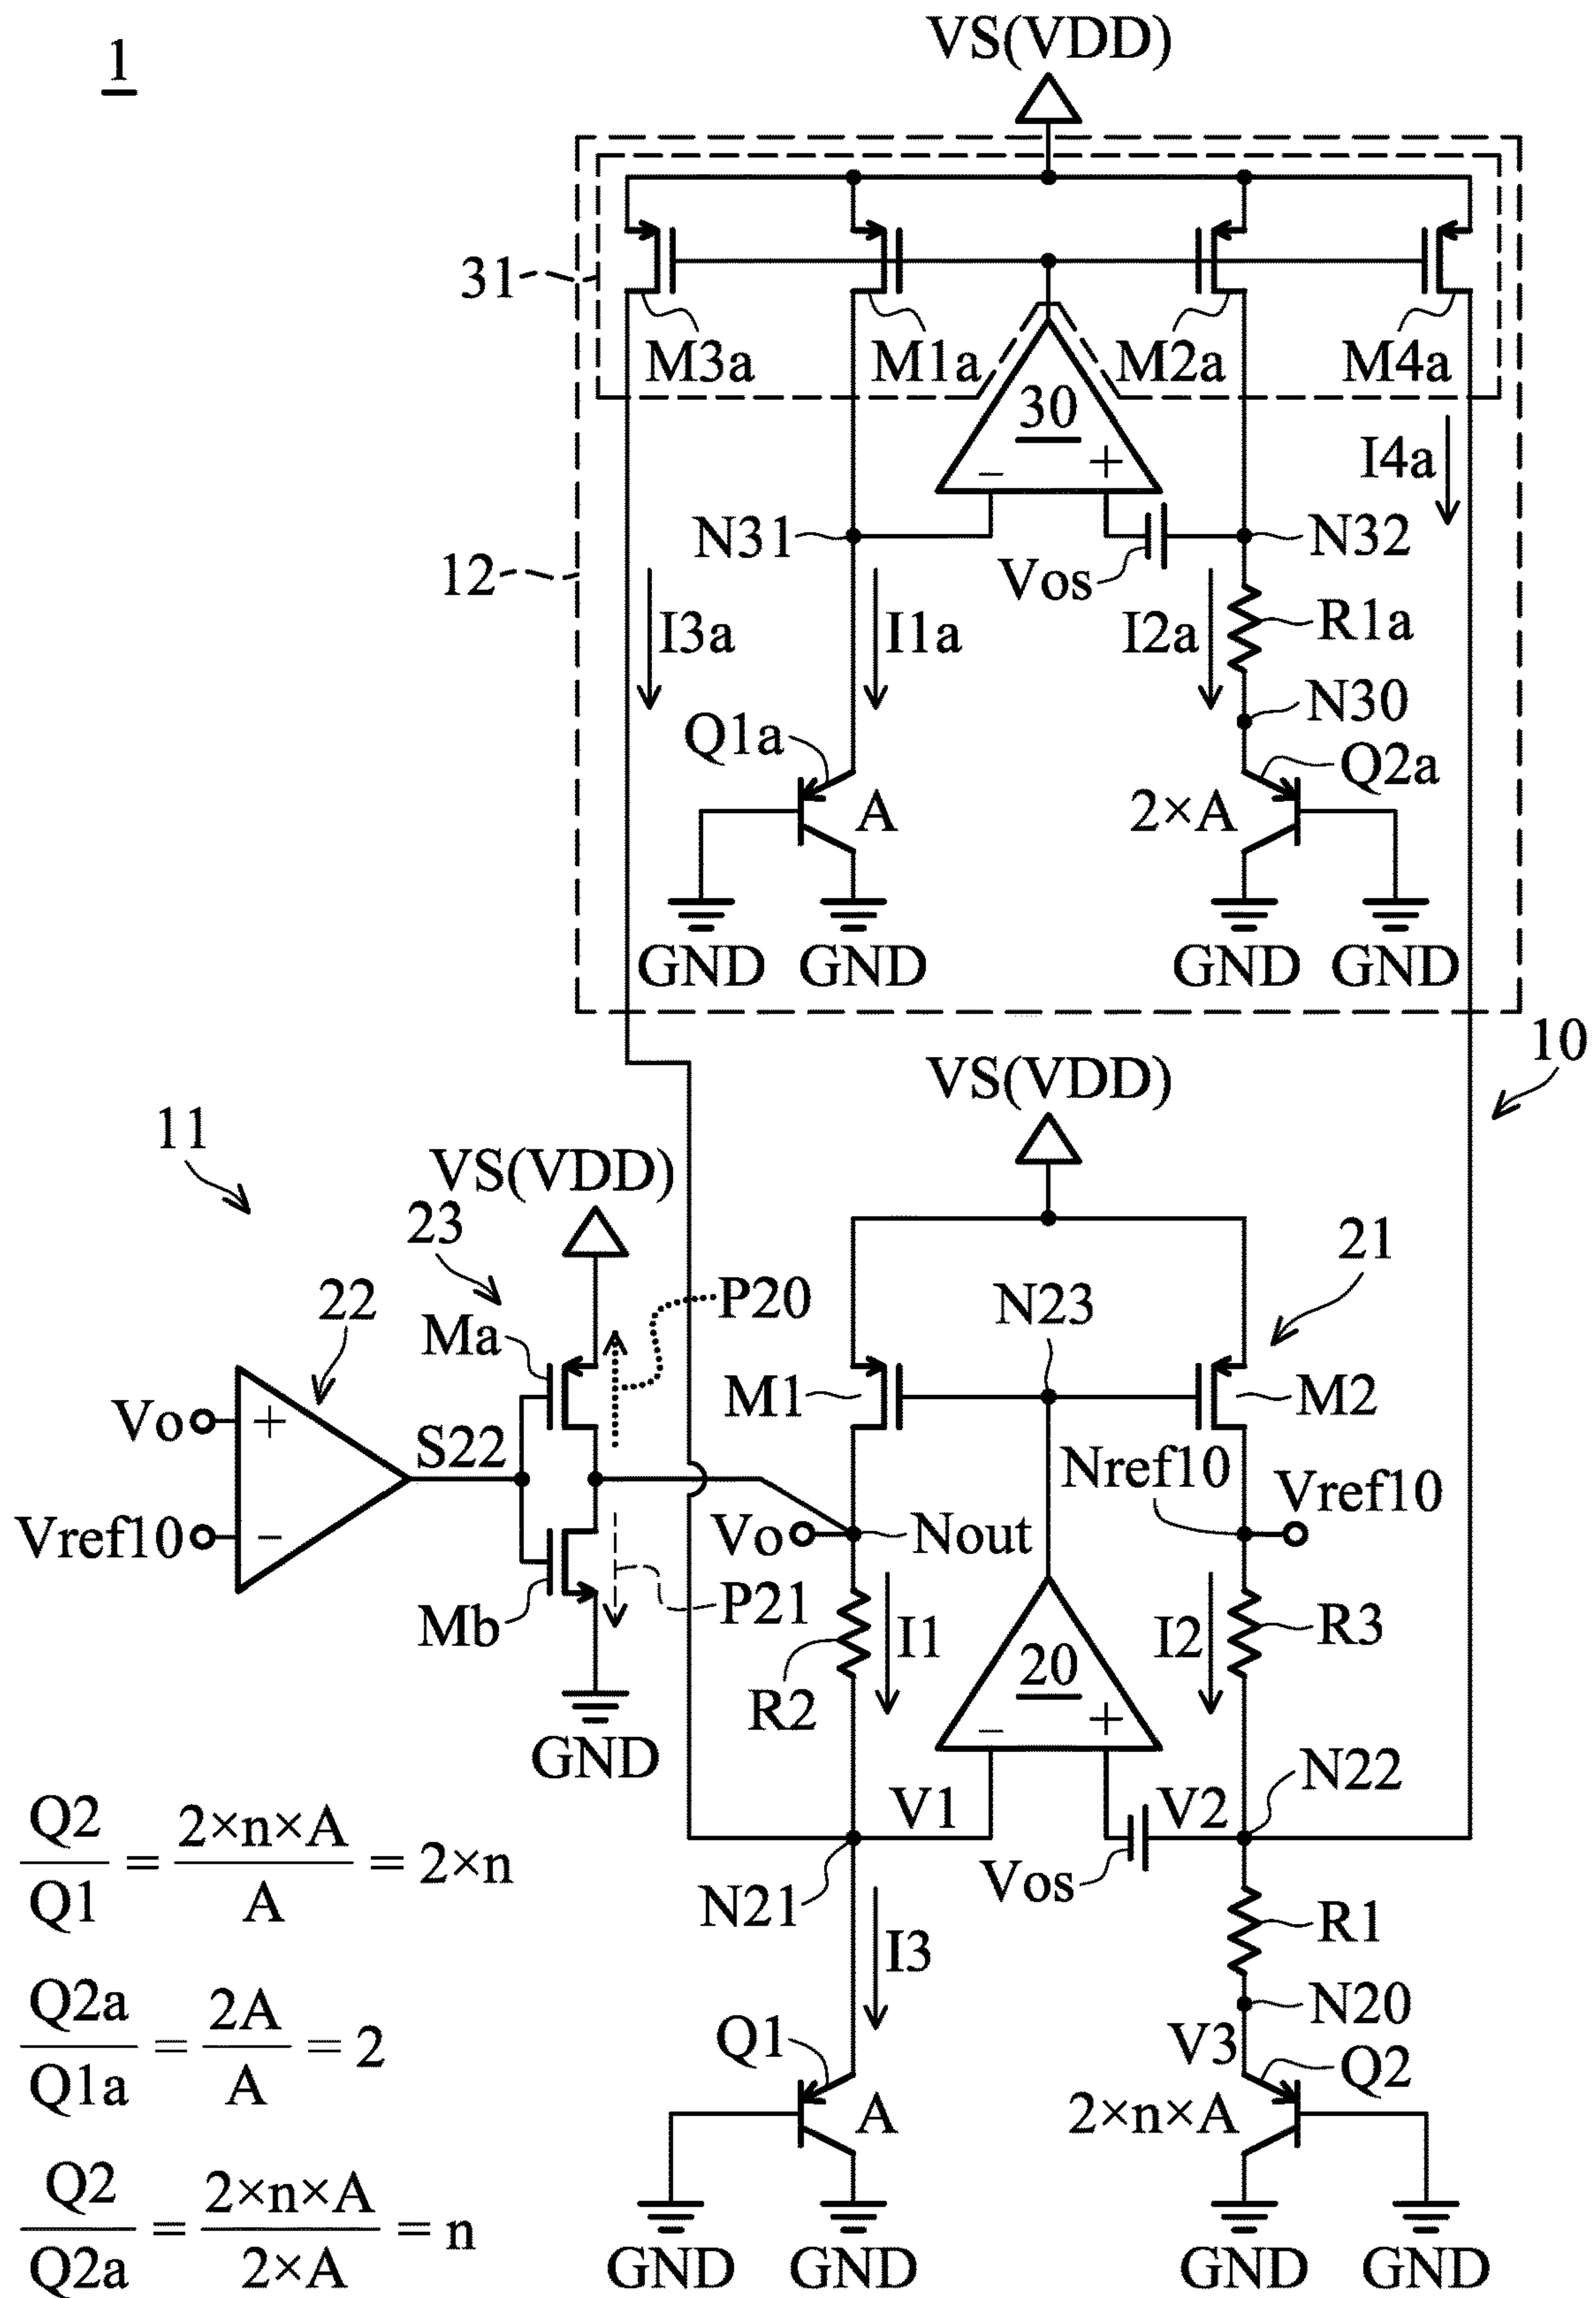 1
VS(VDD)
31
M3a
M1a
M2a
M4a
30
- +
I4a
N31
N32
Vos
12
I3a
I1a
I2a
R1a
N30
Q1a
Q2a
A
2×A
GND
GND
GND
GND
10
VS(VDD)
11
VS(VDD)
23
21
22
P20
N23
Ma
M1
M2
Vo
+
S22
Nref10
Vref10
Vref10
-
Vo
Nout
Mb
P21
I1
I2
R3
R2
20
- +
GND
V1
V2
N22
Vos
N21
R1
I3
N20
Q1
V3
Q2
A
2×n×A
GND
GND
GND
GND
Q2/Q1 = 2×n×A/A = 2×n
Q2a/Q1a = 2A/A = 2
Q2/Q2a = 2×n×A/2×A = n